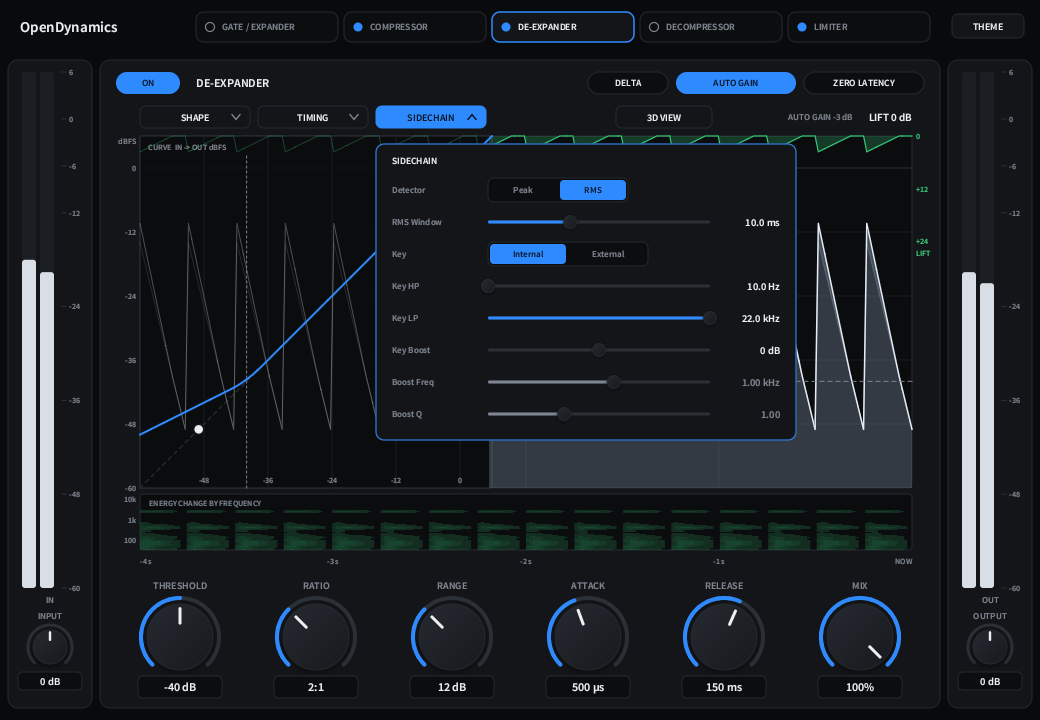 OpenDynamics
GATE / EXPANDER
COMPRESSOR
DE-EXPANDER
DECOMPRESSOR
LIMITER
THEME
ON
DE-EXPANDER
DELTA
AUTO GAIN
ZERO LATENCY
SHAPE
TIMING
SIDECHAIN
3D VIEW
AUTO GAIN -3 dB
LIFT 0 dB
6
0
-6
-12
-24
-36
-48
-60
IN
INPUT
0 dB
dBFS
CURVE IN -> OUT dBFS
0
-12
-24
-36
-48
-60
-48
-36
-24
-12
0
SIDECHAIN
Detector
Peak
RMS
RMS Window
10.0 ms
Key
Internal
External
Key HP
10.0 Hz
Key LP
22.0 kHz
Key Boost
0 dB
Boost Freq
1.00 kHz
Boost Q
1.00
0
+12
+24
LIFT
ENERGY CHANGE BY FREQUENCY
10k
1k
100
-4s
-3s
-2s
-1s
NOW
THRESHOLD
RATIO
RANGE
ATTACK
RELEASE
MIX
-40 dB
2:1
12 dB
500 µs
150 ms
100%
6
0
-6
-12
-24
-36
-48
-60
OUT
OUTPUT
0 dB